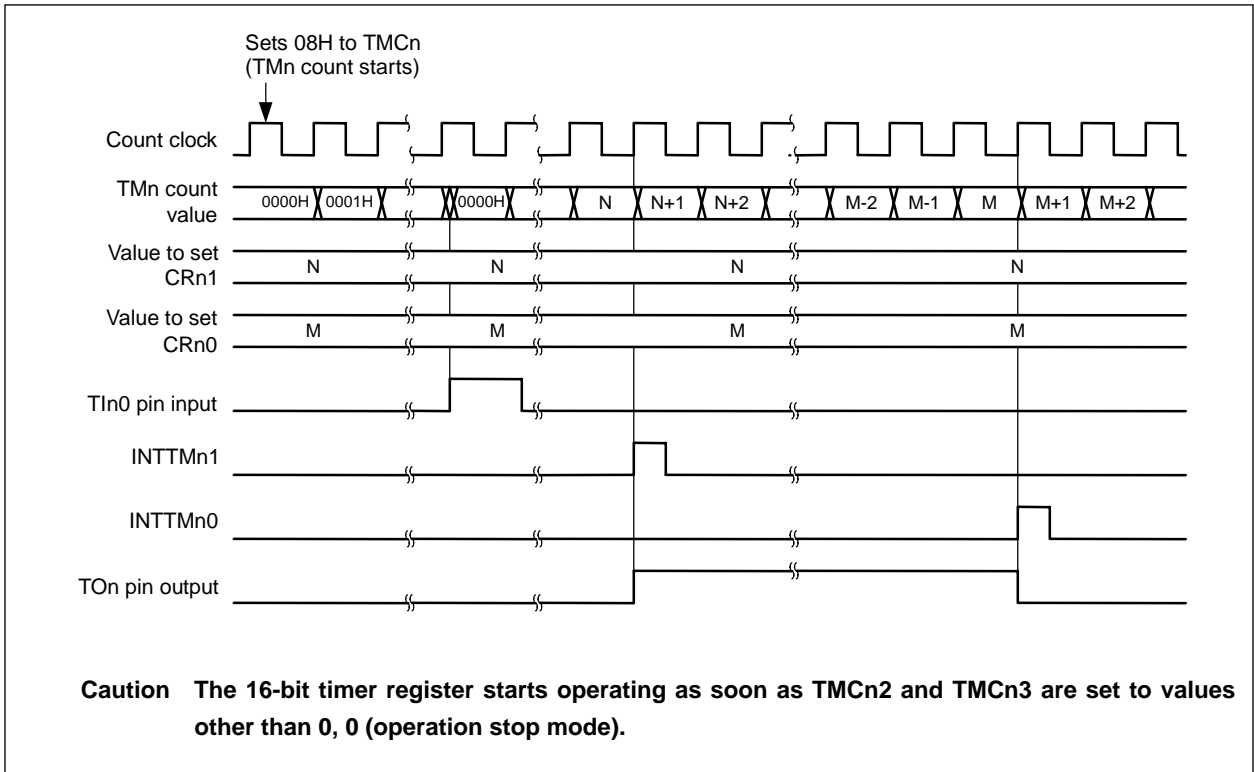 Sets 08H to TMCn
(TMn count starts)
Count clock
TMn count
value
0000H 0001H 0000H N N+1 N+2 M-2 M-1 M M+1 M+2
Value to set
CRn1
N N N N
Value to set
CRn0
M M M M
TIn0 pin input
INTTMn1
INTTMn0
TOn pin output
Caution The 16-bit timer register starts operating as soon as TMCn2 and TMCn3 are set to values
other than 0, 0 (operation stop mode).